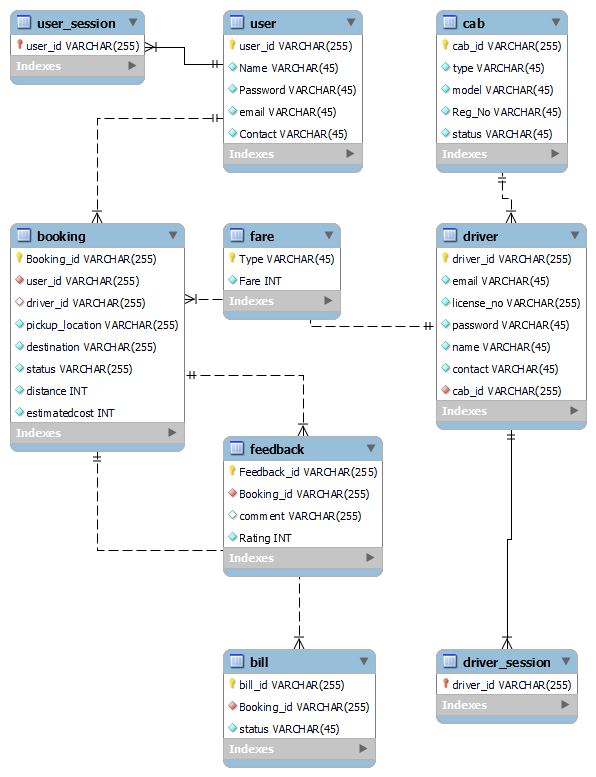 user_session
user_id VARCHAR(255)
Indexes
user
user_id VARCHAR(255)
Name VARCHAR(45)
Password VARCHAR(45)
email VARCHAR(45)
Contact VARCHAR(45)
Indexes
cab
cab_id VARCHAR(255)
type VARCHAR(45)
model VARCHAR(45)
Reg_No VARCHAR(45)
status VARCHAR(45)
Indexes
booking
Booking_id VARCHAR(255)
user_id VARCHAR(255)
driver_id VARCHAR(255)
pickup_location VARCHAR(255)
destination VARCHAR(255)
status VARCHAR(255)
distance INT
estimatedcost INT
Indexes
fare
Type VARCHAR(45)
Fare INT
Indexes
driver
driver_id VARCHAR(255)
email VARCHAR(45)
license_no VARCHAR(255)
password VARCHAR(45)
name VARCHAR(45)
contact VARCHAR(45)
cab_id VARCHAR(255)
Indexes
feedback
Feedback_id VARCHAR(255)
Booking_id VARCHAR(255)
comment VARCHAR(255)
Rating INT
Indexes
bill
bill_id VARCHAR(255)
Booking_id VARCHAR(255)
status VARCHAR(45)
Indexes
driver_session
driver_id VARCHAR(255)
Indexes